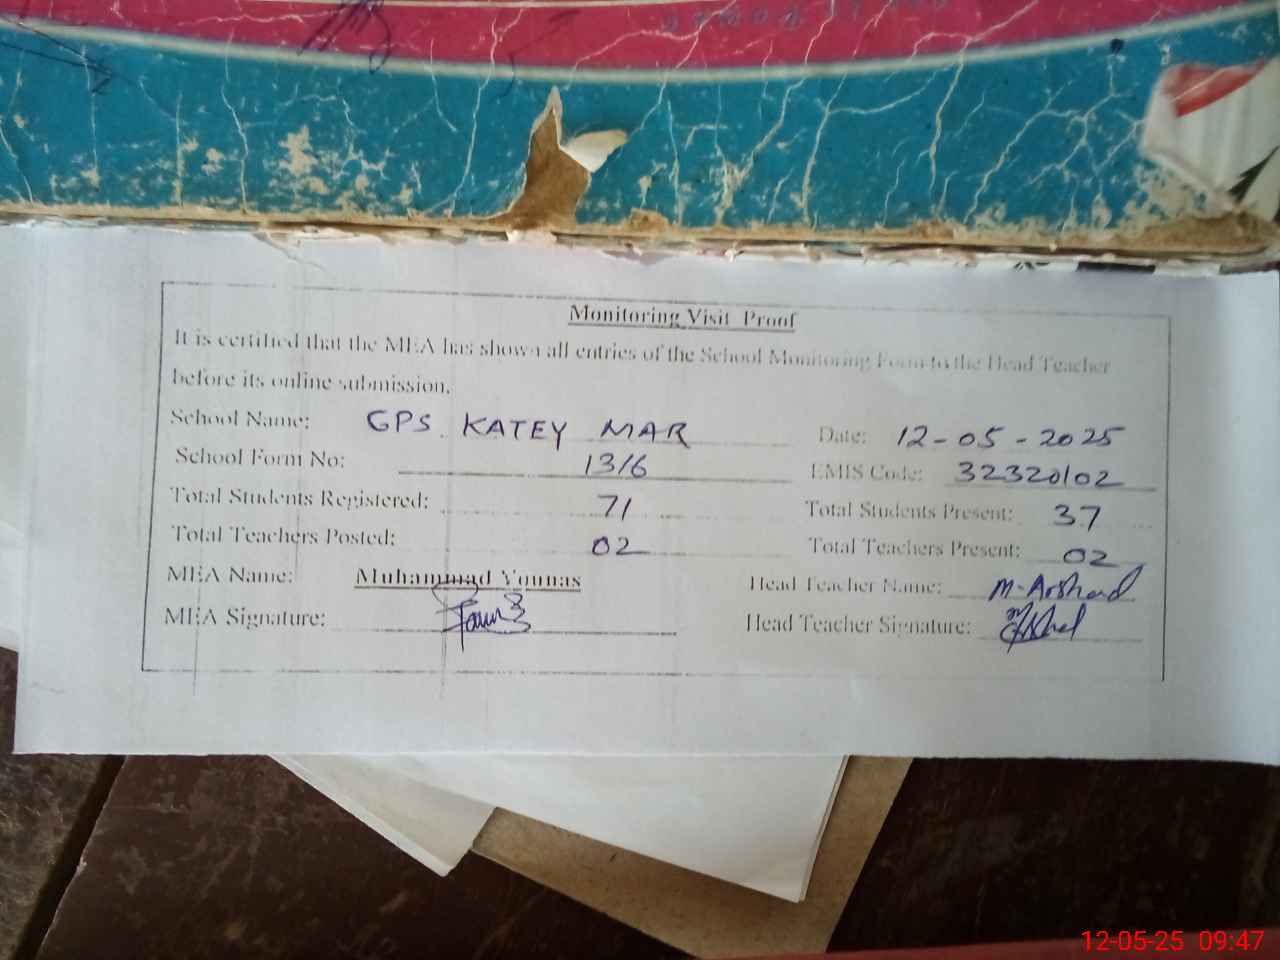 Monitoring Visit Proof
It is certified that the MEA has shown all entries of the School Monitoring Form to the Head Teacher
before its online submission.
School Name: GPS KATEY MAR Date: 12-05-2025
School Form No: 1316 EMIS Code: 32320102
Total Students Registered: 71 Total Students Present: 37
Total Teachers Posted: 02 Total Teachers Present: 02
MEA Name: Muhammad Younas Head Teacher Name: M. Arshad
MEA Signature: Head Teacher Signature:
12-05-25 09:47